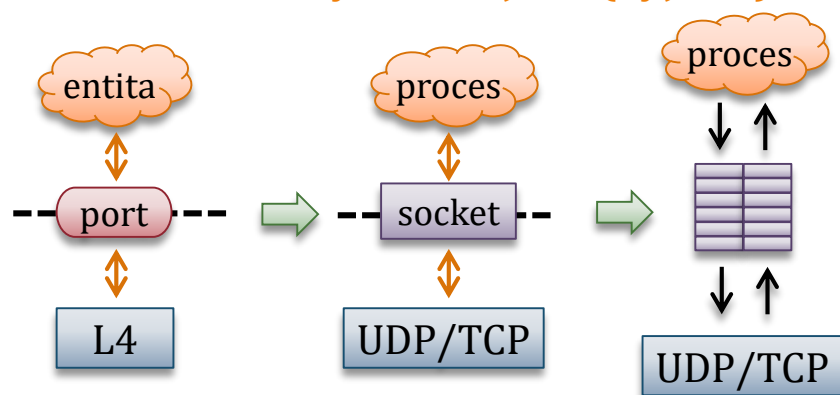 entita
port
L4
proces
socket
UDP/TCP
proces
UDP/TCP